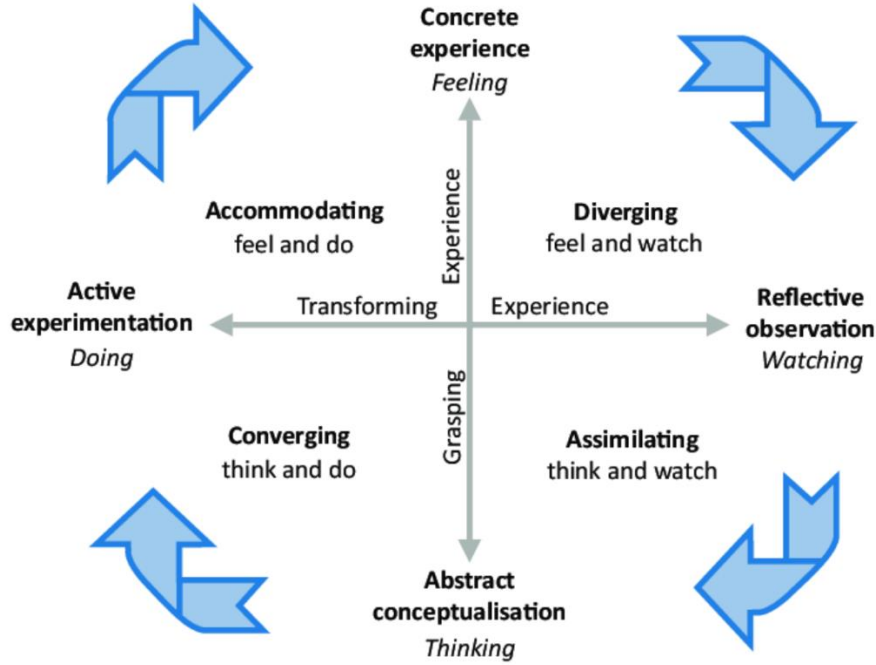 Concrete
experience
Feeling
Accommodating
feel and do
Diverging
feel and watch
Experience
Active
experimentation
Doing
Transforming
Experience
Reflective
observation
Watching
Grasping
Converging
think and do
Assimilating
think and watch
Abstract
conceptualisation
Thinking